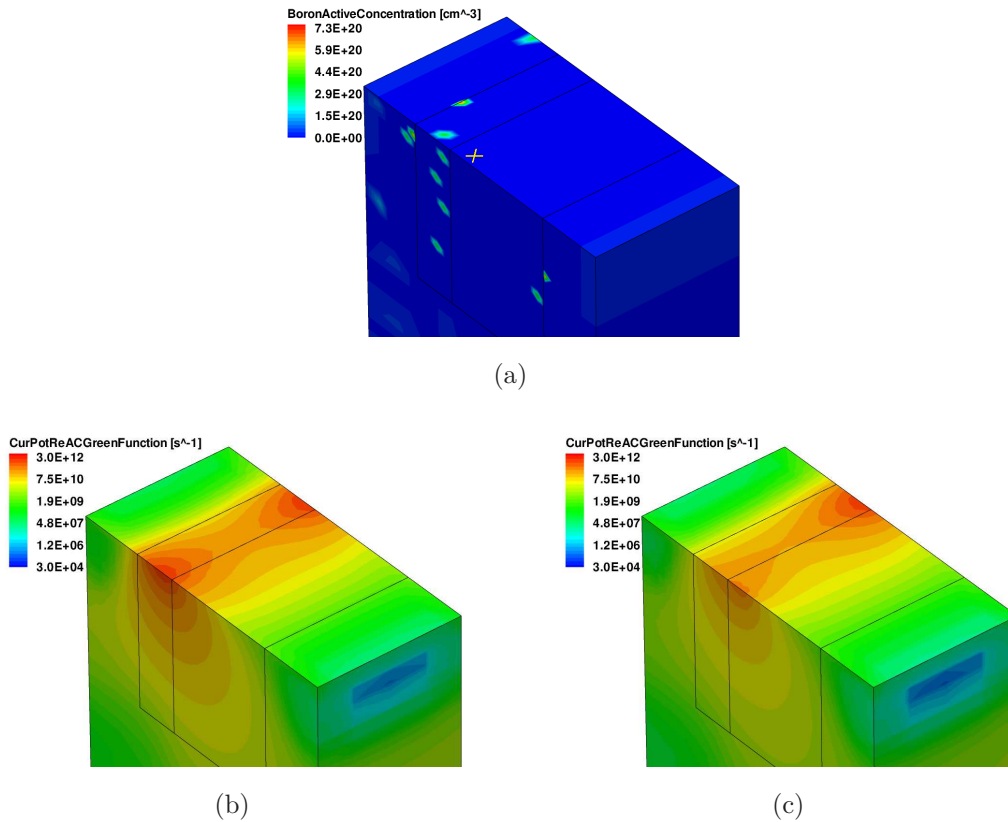 BoronActiveConcentration [cm^-3]
7.3E+20
5.9E+20
4.4E+20
2.9E+20
1.5E+20
0.0E+00
(a)
CurPotReACGreenFunction [s^-1]
3.0E+12
7.5E+10
1.9E+09
4.8E+07
1.2E+06
3.0E+04
(b)
CurPotReACGreenFunction [s^-1]
3.0E+12
7.5E+10
1.9E+09
4.8E+07
1.2E+06
3.0E+04
(c)